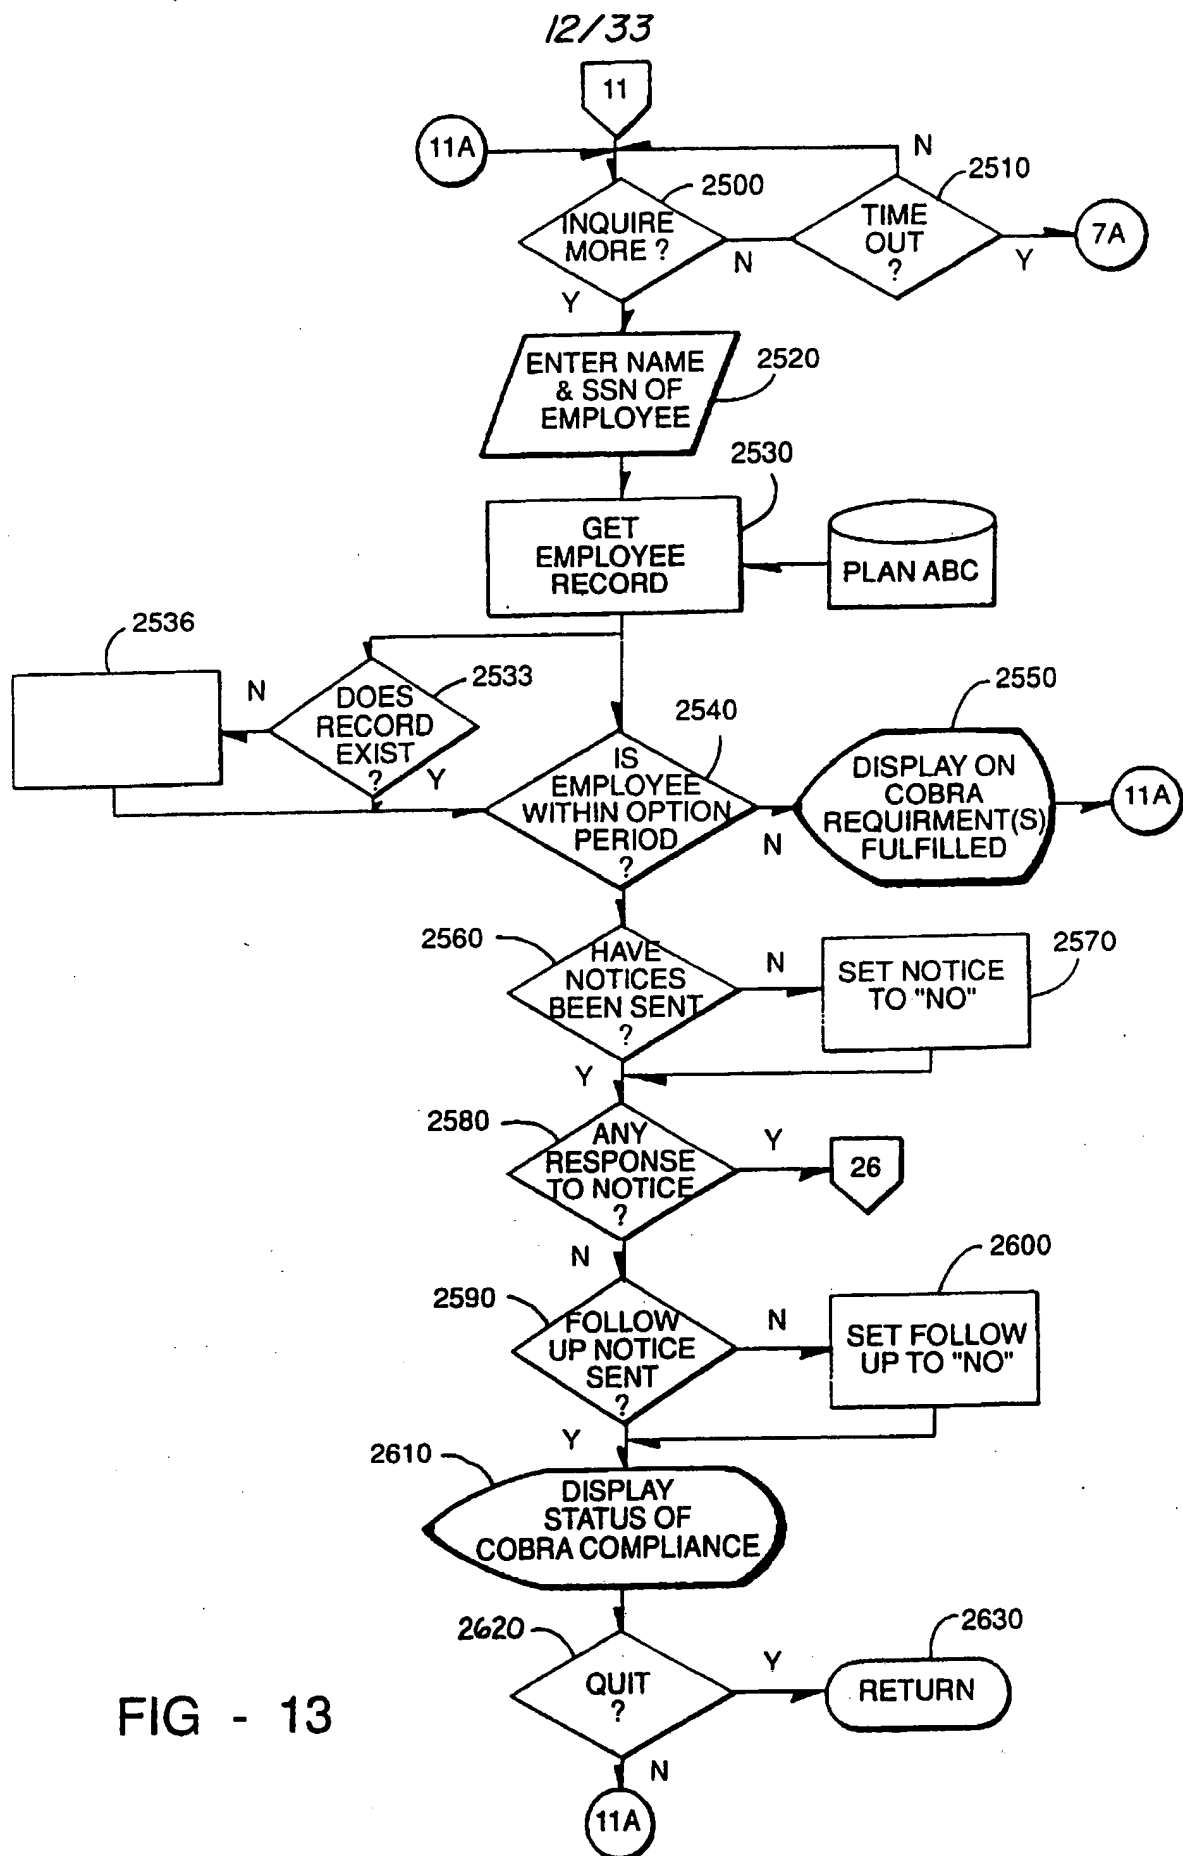 12/33
11
11A
N
2510
2500
INQUIRE
MORE ?
TIME
OUT
?
7A
N
Y
Y
ENTER NAME
& SSN OF
EMPLOYEE
2520
2530
GET
EMPLOYEE
RECORD
PLAN ABC
2536
N
2533
DOES
RECORD
EXIST
?
Y
2540
IS
EMPLOYEE
WITHIN OPTION
PERIOD
?
N
2550
DISPLAY ON
COBRA
REQUIRMENT(S)
FULFILLED
11A
2560
HAVE
NOTICES
BEEN SENT
?
N
2570
SET NOTICE
TO "NO"
Y
2580
ANY
RESPONSE
TO NOTICE
?
Y
26
N
2590
FOLLOW
UP NOTICE
SENT
?
N
2600
SET FOLLOW
UP TO "NO"
Y
2610
DISPLAY
STATUS OF
COBRA COMPLIANCE
2620
QUIT
?
Y
2630
RETURN
N
11A
FIG - 13